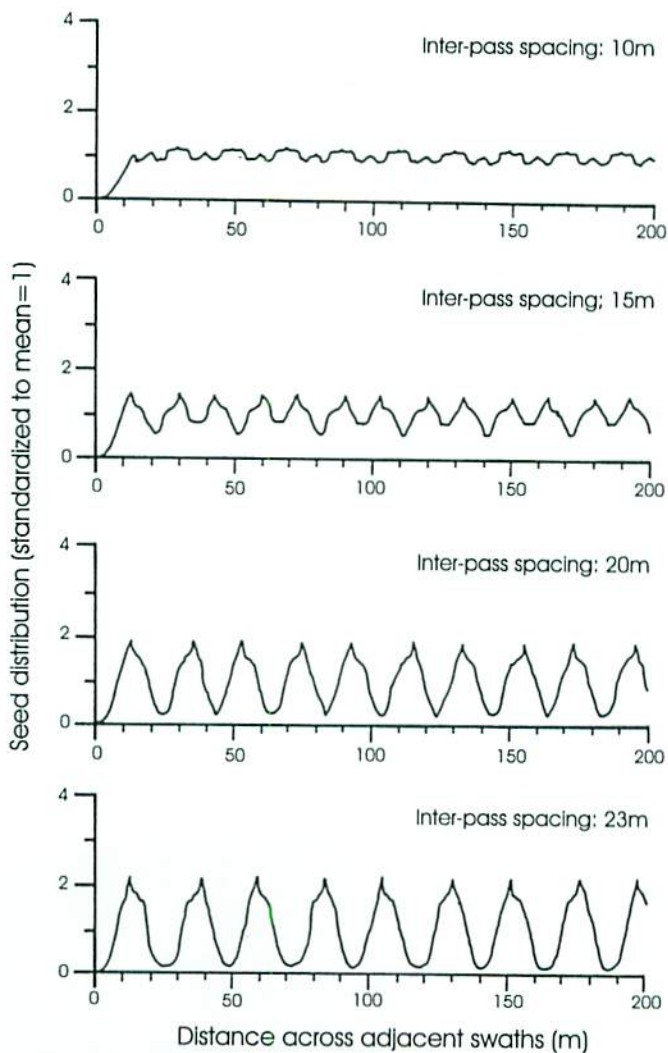 Seed distribution (standardized to mean=1)
Inter-pass spacing: 10m
4
2
0
0 50 100 150 200
Inter-pass spacing; 15m
4
2
0
0 50 100 150 200
Inter-pass spacing: 20m
4
2
0
0 50 100 150 200
Inter-pass spacing: 23m
4
2
0
0 50 100 150 200
Distance across adjacent swaths (m)